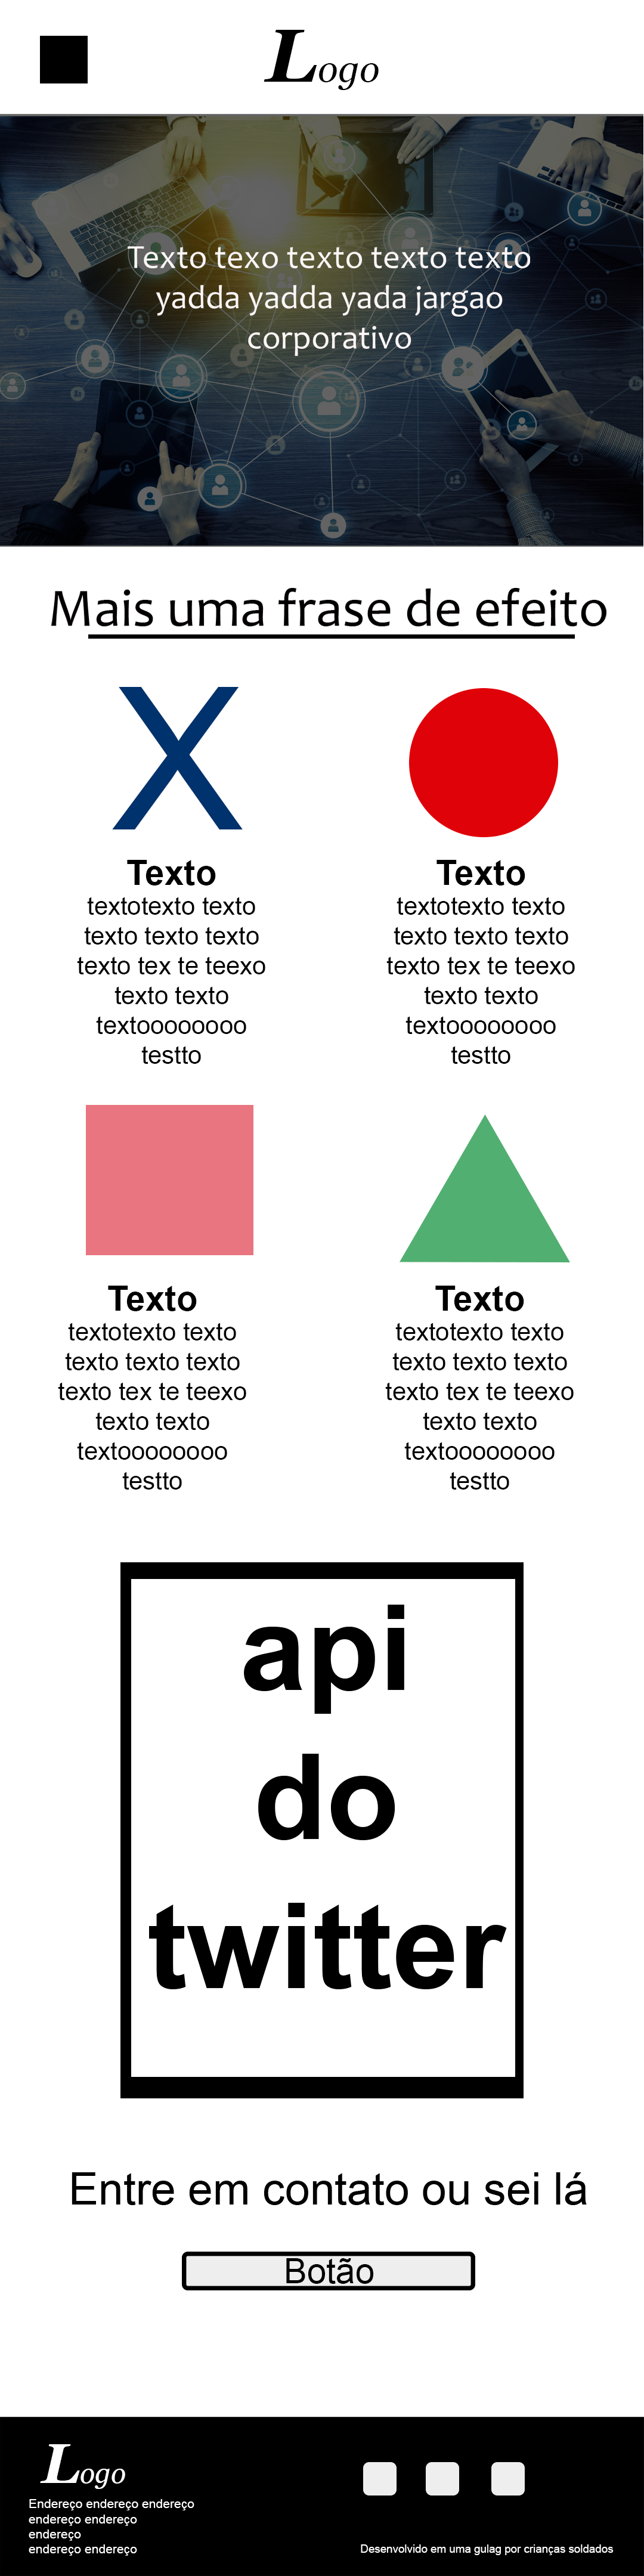 Logo
Texto texo texto texto texto
yadda yadda yada jargao
corporativo
Mais uma frase de efeito
X
Texto
textotexto texto
texto texto texto
texto tex te teexo
texto texto
textoooooooo
testto
Texto
textotexto texto
texto texto texto
texto tex te teexo
texto texto
textoooooooo
testto
Texto
textotexto texto
texto texto texto
texto tex te teexo
texto texto
textoooooooo
testto
Texto
textotexto texto
texto texto texto
texto tex te teexo
texto texto
textoooooooo
testto
api
do
twitter
Entre em contato ou sei lá
Botão
Logo
Endereço endereço endereço
endereço endereço
endereço
endereço endereço
Desenvolvido em uma gulag por crianças soldados